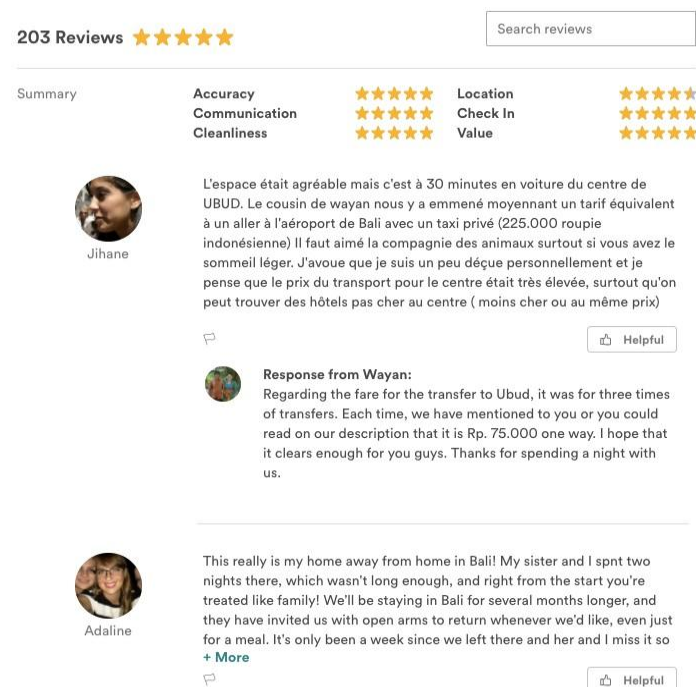 203 Reviews
Search reviews
Summary
Accuracy
Communication
Cleanliness
Location
Check In
Value
Jihane
L'espace était agréable mais c'est à 30 minutes en voiture du centre de
UBUD. Le cousin de wayan nous y a emmené moyennant un tarif équivalent
à un aller à l'aéroport de Bali avec un taxi privé (225.000 roupie
indonésienne) Il faut aimé la compagnie des animaux surtout si vous avez le
sommeil léger. J'avoue que je suis un peu déçue personnellement et je
pense que le prix du transport pour le centre était très élevée, surtout qu'on
peut trouver des hôtels pas cher au centre ( moins cher ou au même prix)
Helpful
Response from Wayan:
Regarding the fare for the transfer to Ubud, it was for three times
of transfers. Each time, we have mentioned to you or you could
read on our description that it is Rp. 75.000 one way. I hope that
it clears enough for you guys. Thanks for spending a night with
us.
Adaline
This really is my home away from home in Bali! My sister and I spnt two
nights there, which wasn't long enough, and right from the start you're
treated like family! We'll be staying in Bali for several months longer, and
they have invited us with open arms to return whenever we'd like, even just
for a meal. It's only been a week since we left there and her and I miss it so
+ More
Helpful